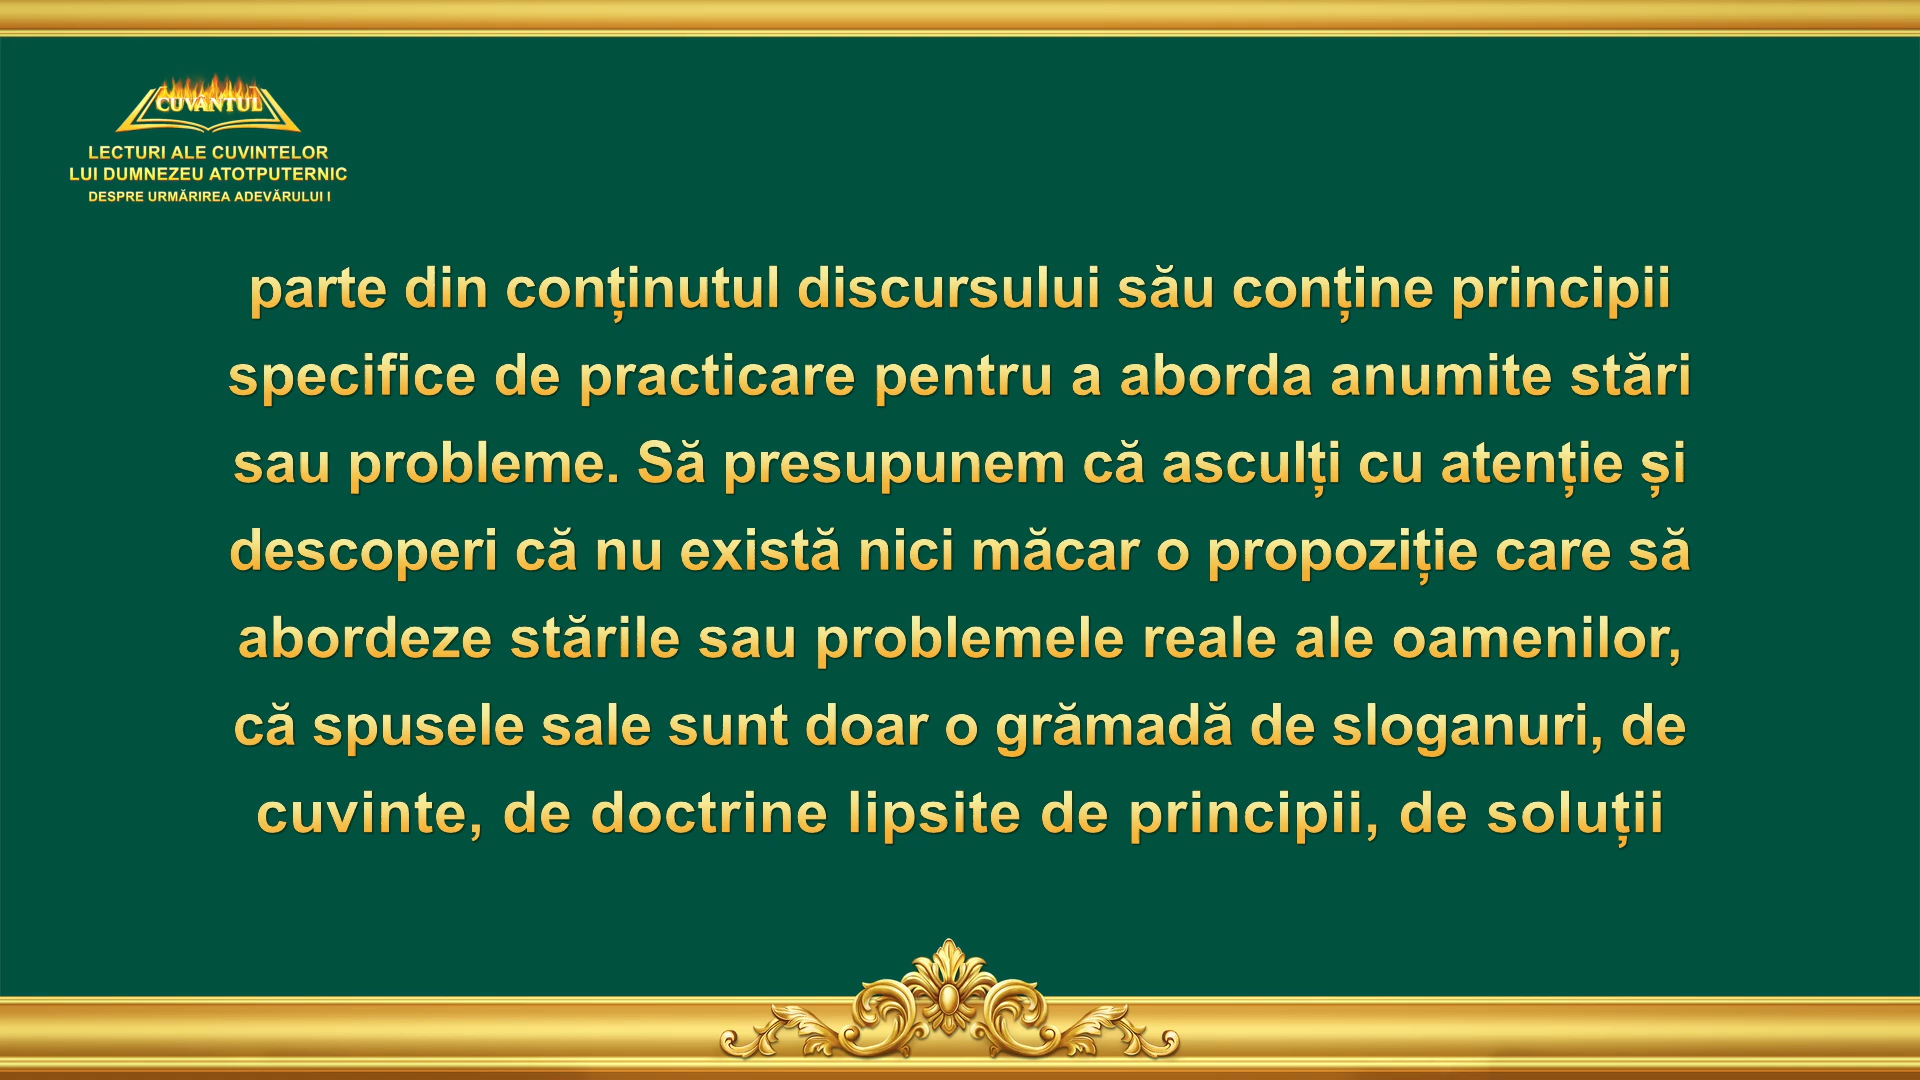 CUVÂNTUL
LECTURI ALE CUVINTELOR
LUI DUMNEZEU ATOTPUTERNIC
DESPRE URMĂRIREA ADEVĂRULUI I
parte din conținutul discursului său conține principii
specifice de practicare pentru a aborda anumite stări
sau probleme. Să presupunem că asculți cu atenție și
descoperi că nu există nici măcar o propoziție care să
abordeze stările sau problemele reale ale oamenilor,
că spusele sale sunt doar o grămadă de sloganuri, de
cuvinte, de doctrine lipsite de principii, de soluții